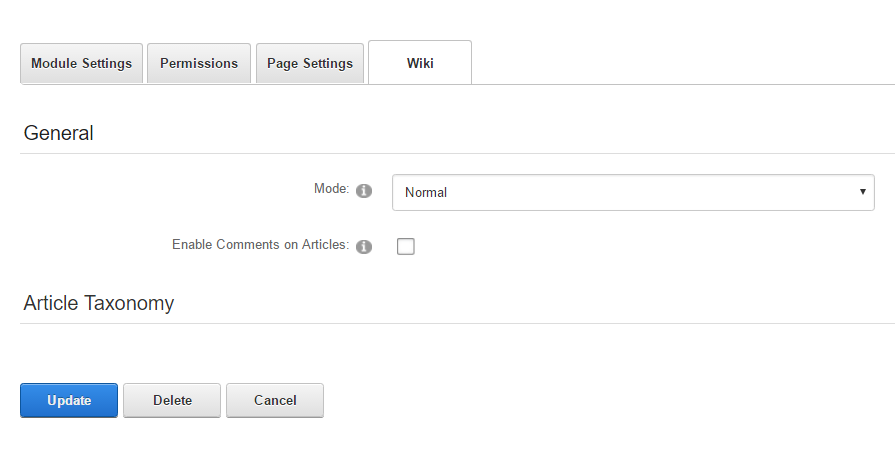 Module Settings Permissions Page Settings Wiki
General
Mode: Normal
Enable Comments on Articles:
Article Taxonomy
Update Delete Cancel